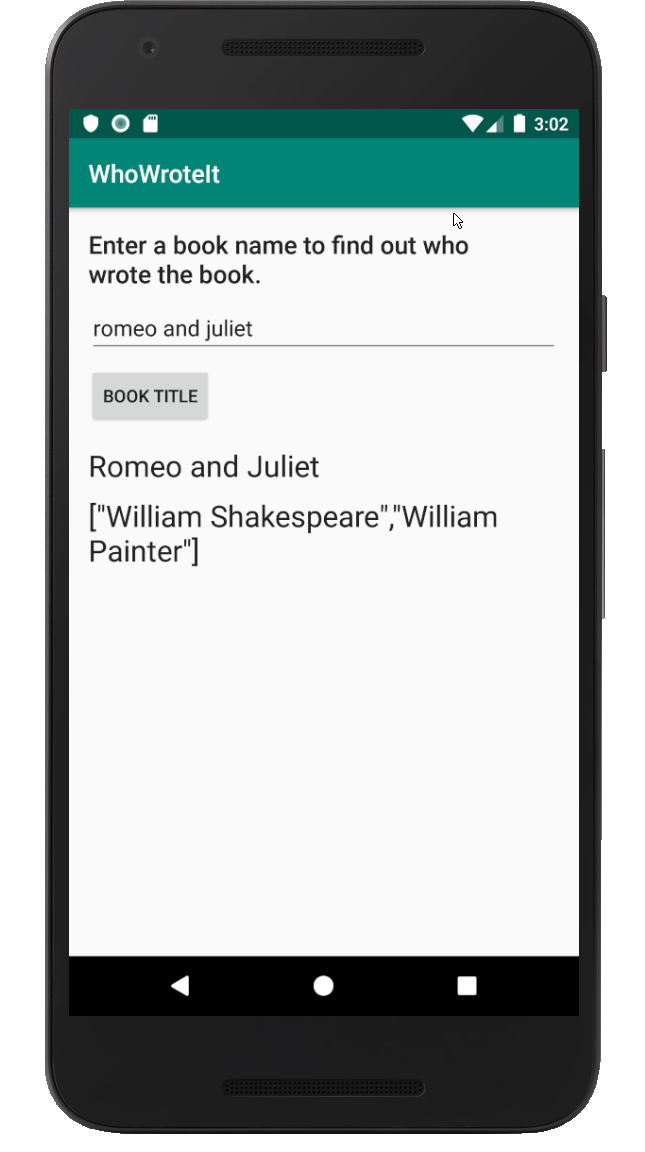 3:02
WhoWroteIt
Enter a book name to find out who
wrote the book.
romeo and juliet
BOOK TITLE
Romeo and Juliet
["William Shakespeare","William
Painter"]